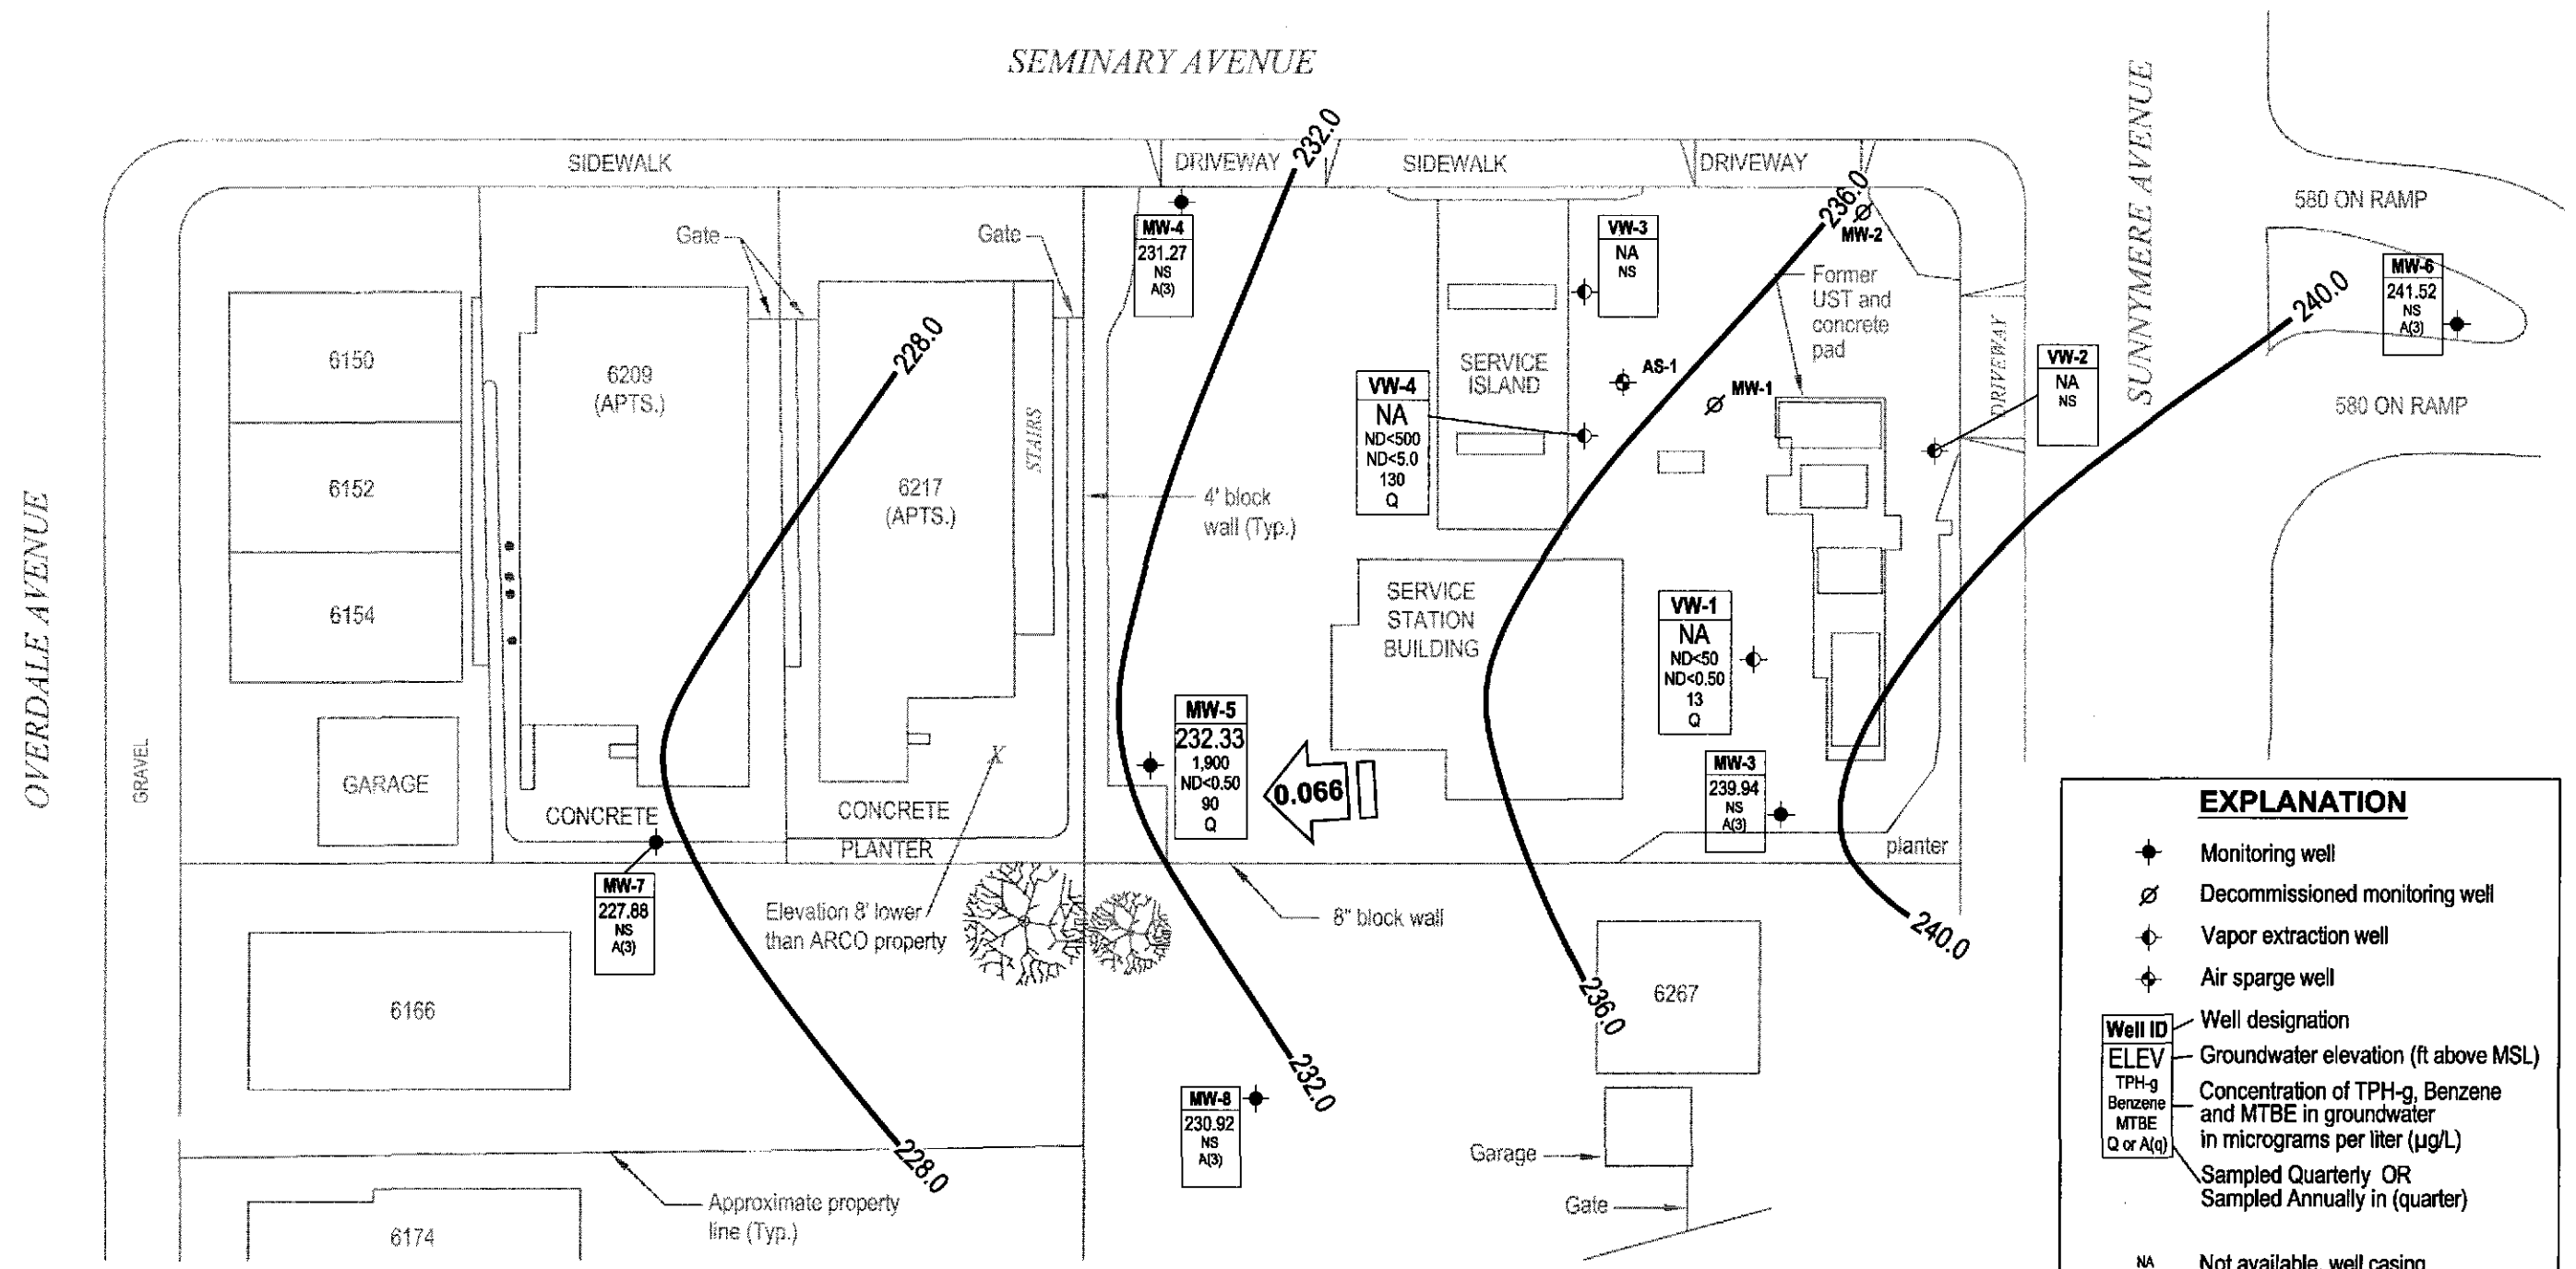 SEMINARY AVENUE
SUNNYMERE AVENUE
OVERDALE AVENUE
SIDEWALK
DRIVEWAY
232.0
SIDEWALK
DRIVEWAY
236.0
MW-2
580 ON RAMP
Gate
Gate
MW-4
231.27
NS
A(3)
VW-3
NA
NS
Former
UST and
concrete
pad
240.0
MW-6
241.52
NS
A(3)
DRIVEWAY
VW-2
NA
NS
580 ON RAMP
228.0
6150
6209
(APTS.)
STAIRS
SERVICE
ISLAND
AS-1
MW-1
VW-4
NA
ND<500
ND<5.0
130
Q
6152
6217
(APTS.)
4' block
wall (Typ.)
6154
SERVICE
STATION
BUILDING
VW-1
NA
ND<50
ND<0.50
13
Q
MW-5
232.33
1,900
ND<0.50
90
Q
0.066
MW-3
239.94
NS
A(3)
GRAVEL
GARAGE
CONCRETE
CONCRETE
X
PLANTER
planter
MW-7
227.88
NS
A(3)
Elevation 8' lower
than ARCO property
8" block wall
240.0
6166
236.0
6267
232.0
MW-8
230.92
NS
A(3)
228.0
Garage
Gate
Approximate property
line (Typ.)
6174
EXPLANATION
Monitoring well
Decommissioned monitoring well
Vapor extraction well
Air sparge well
Well ID
ELEV
TPH-g
Benzene
MTBE
Q or A(q)
Well designation
Groundwater elevation (ft above MSL)
Concentration of TPH-g, Benzene
and MTBE in groundwater
in micrograms per liter (µg/L)
Sampled Quarterly OR
Sampled Annually in (quarter)
NA Not available, well casing